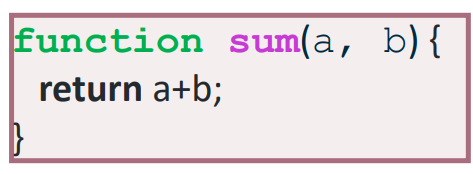 function sum(a, b){
return a+b;
}